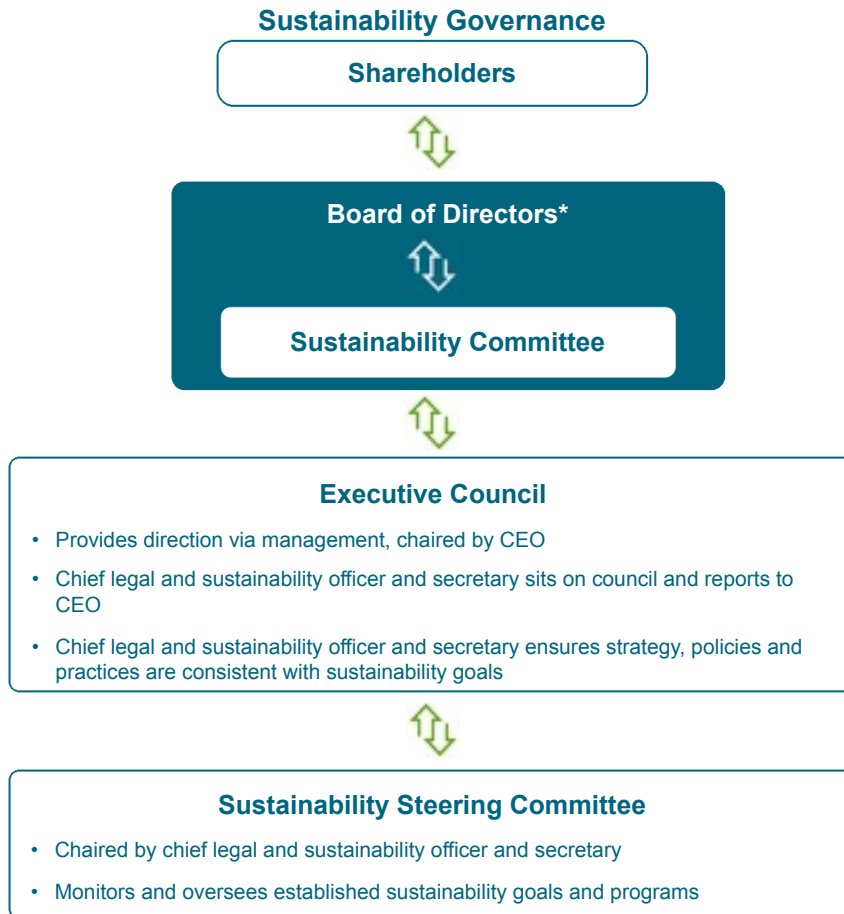 Sustainability Governance
Shareholders
Board of Directors*
Sustainability Committee
Executive Council
• Provides direction via management, chaired by CEO
• Chief legal and sustainability officer and secretary sits on council and reports to
CEO
• Chief legal and sustainability officer and secretary ensures strategy, policies and
practices are consistent with sustainability goals
Sustainability Steering Committee
• Chaired by chief legal and sustainability officer and secretary
• Monitors and oversees established sustainability goals and programs